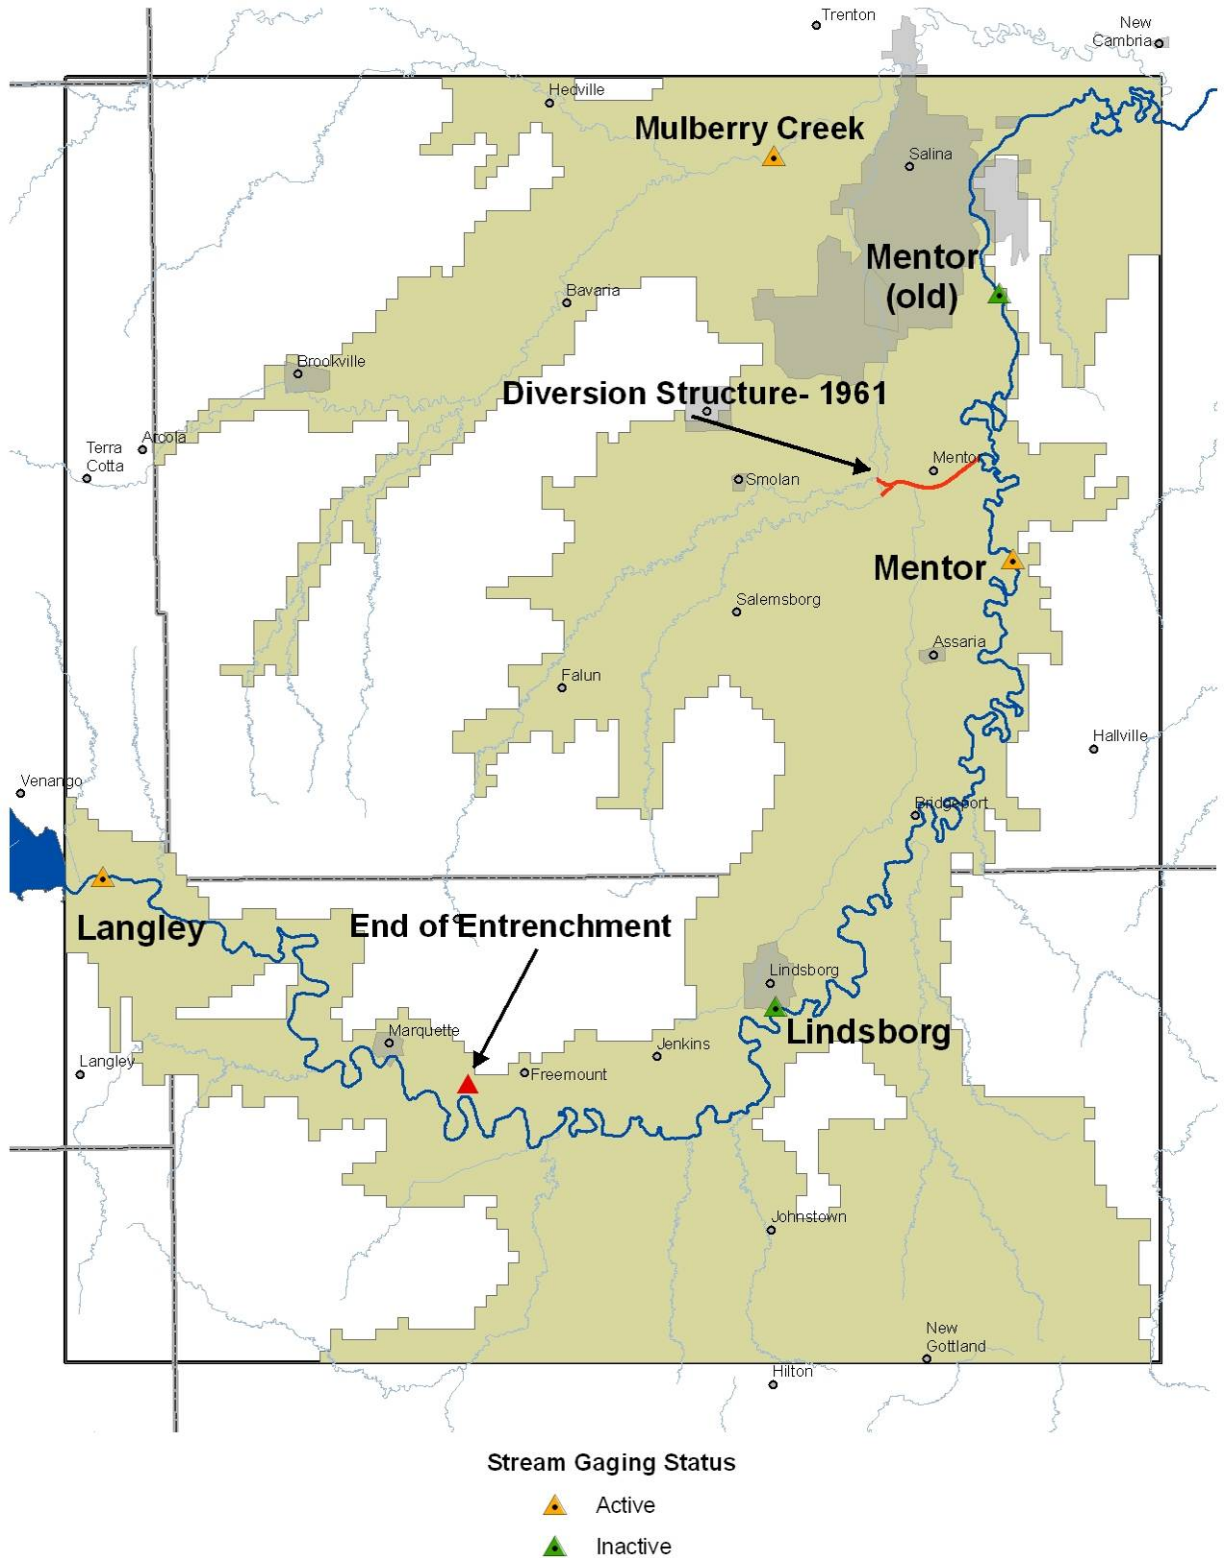 Trenton
New
Cambria
Hedville
Mulberry Creek
Salina
Mentor
(old)
Bavaria
Brookville
Diversion Structure- 1961
Arcola
Terra
Cotta
Mentor
Smolan
Mentor
Salemsborg
Assaria
Falun
Hallville
Venango
Bridgeport
Langley
End of Entrenchment
Lindsborg
Lindsborg
Marquette
Jenkins
Langley
Freemount
Johnstown
New
Gottland
Hilton
Stream Gaging Status
Active
Inactive